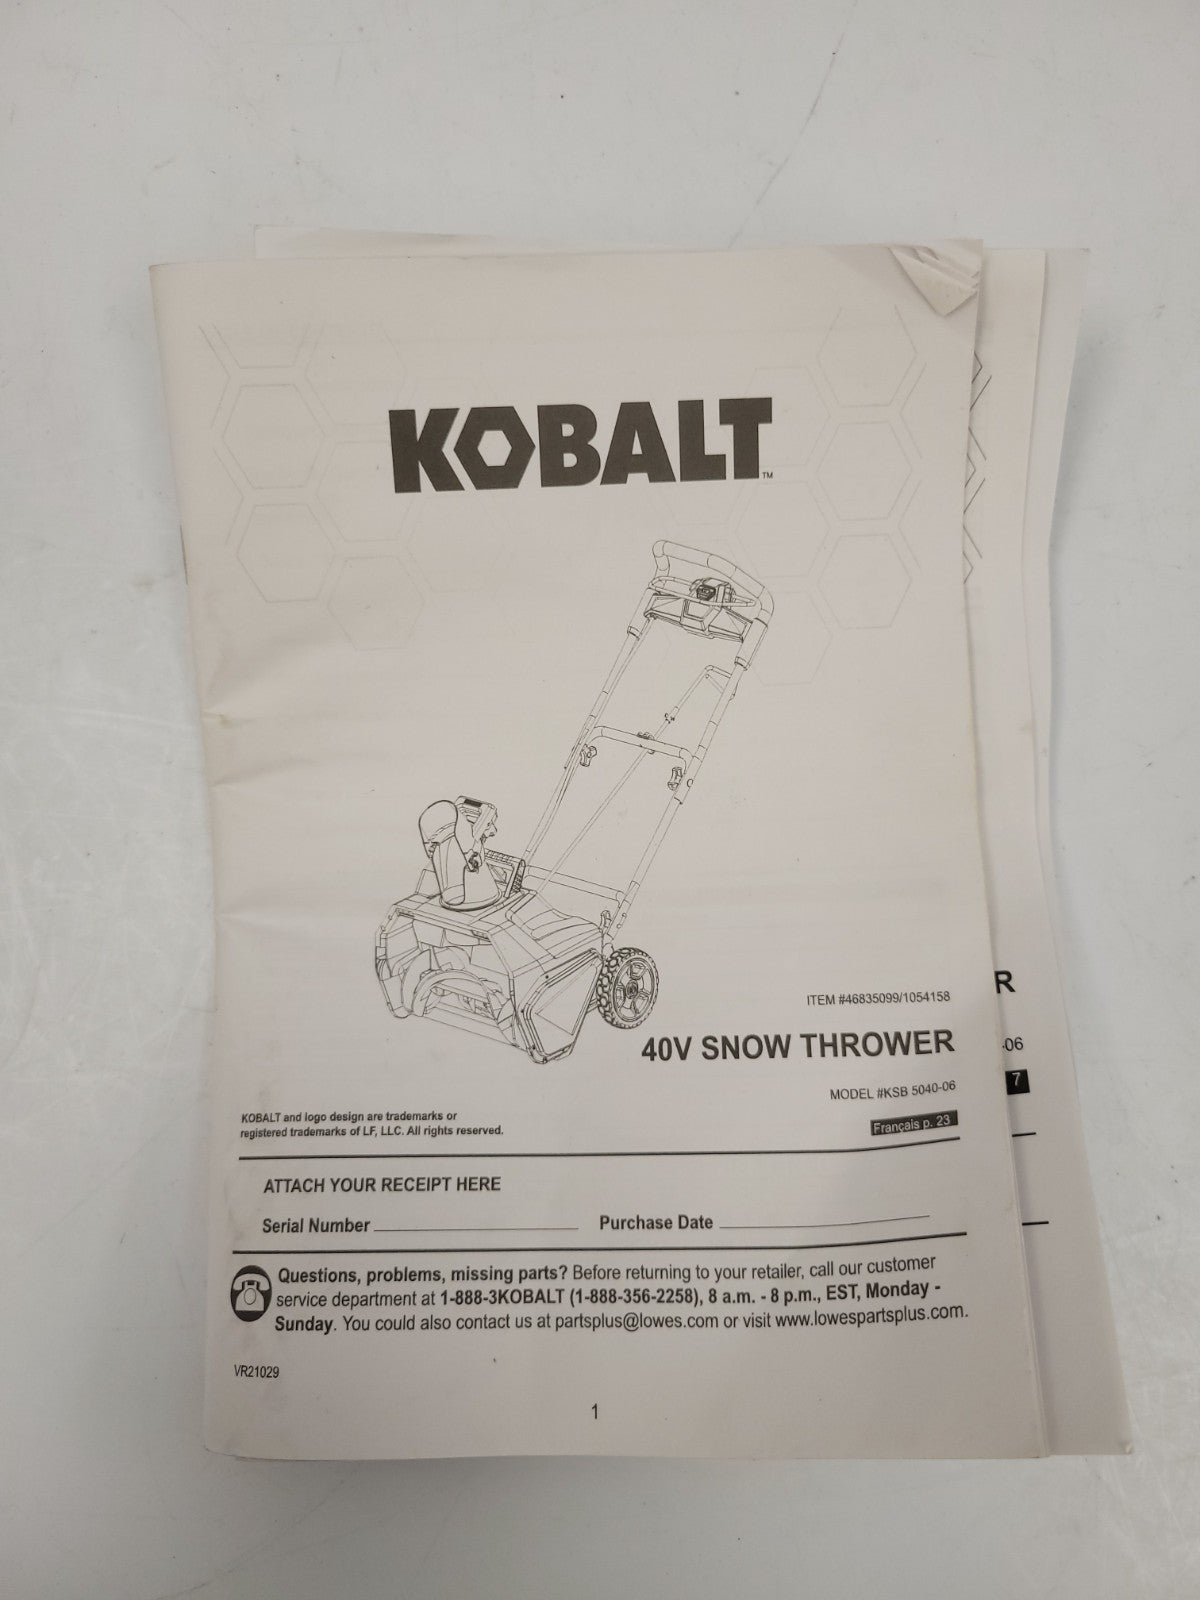 KOBALT™
ITEM #46835099/1054158
40V SNOW THROWER
MODEL #KSB 5040-06
Français p. 23
KOBALT and logo design are trademarks or
registered trademarks of LF, LLC. All rights reserved.
ATTACH YOUR RECEIPT HERE
Serial Number Purchase Date
Questions, problems, missing parts? Before returning to your retailer, call our customer
service department at 1-888-3KOBALT (1-888-356-2258), 8 a.m. - 8 p.m., EST, Monday -
Sunday. You could also contact us at partsplus@lowes.com or visit www.lowespartsplus.com.
VR21029
1
R
-06
7